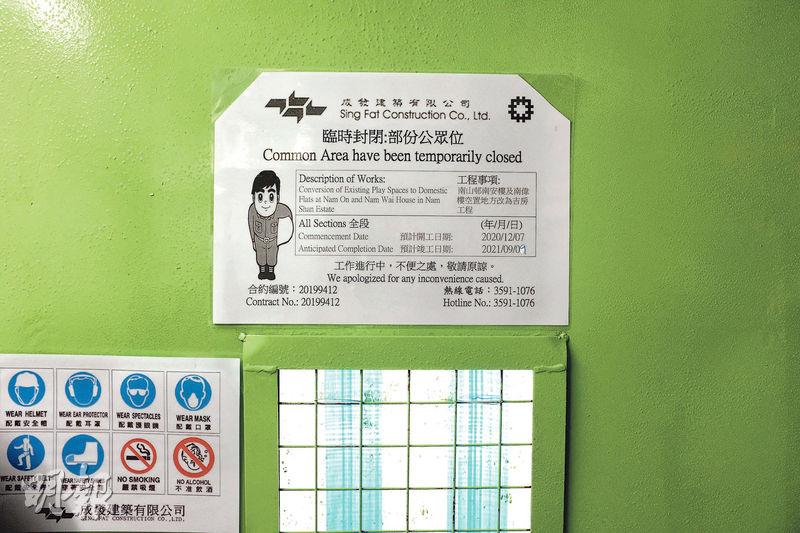 成發建築有限公司
Sing Fat Construction Co., Ltd.
臨時封閉:部份公眾位
Common Area have been temporarily closed
Description of Works: 工程事項:
Conversion of Existing Play Spaces to Domestic
Flats at Nam On and Nam Wai House in Nam
Shan Estate
南山邨南安樓及南偉
樓空置地方改為吉房
工程
All Sections 全段 (年/月/日)
Commencement Date 預計開工日期: 2020/12/07
Anticipated Completion Date 預計竣工日期: 2021/09/09
工作進行中，不便之處，敬請原諒。
We apologized for any inconvenience caused.
合約編號：20199412 熱線電話：3591-1076
Contract No.: 20199412 Hotline No.: 3591-1076
WEAR HELMET WEAR EAR PROTECTOR WEAR SPECTACLES WEAR MASK
配戴安全帽 配戴耳罩 配戴護眼鏡 配戴口罩
WEAR SAFETY BELT NO SMOKING NO ALCOHOL
嚴禁吸煙 不准飲酒
明報
成發建築有限公司
SING FAT CONSTRUCTION CO.,LTD.